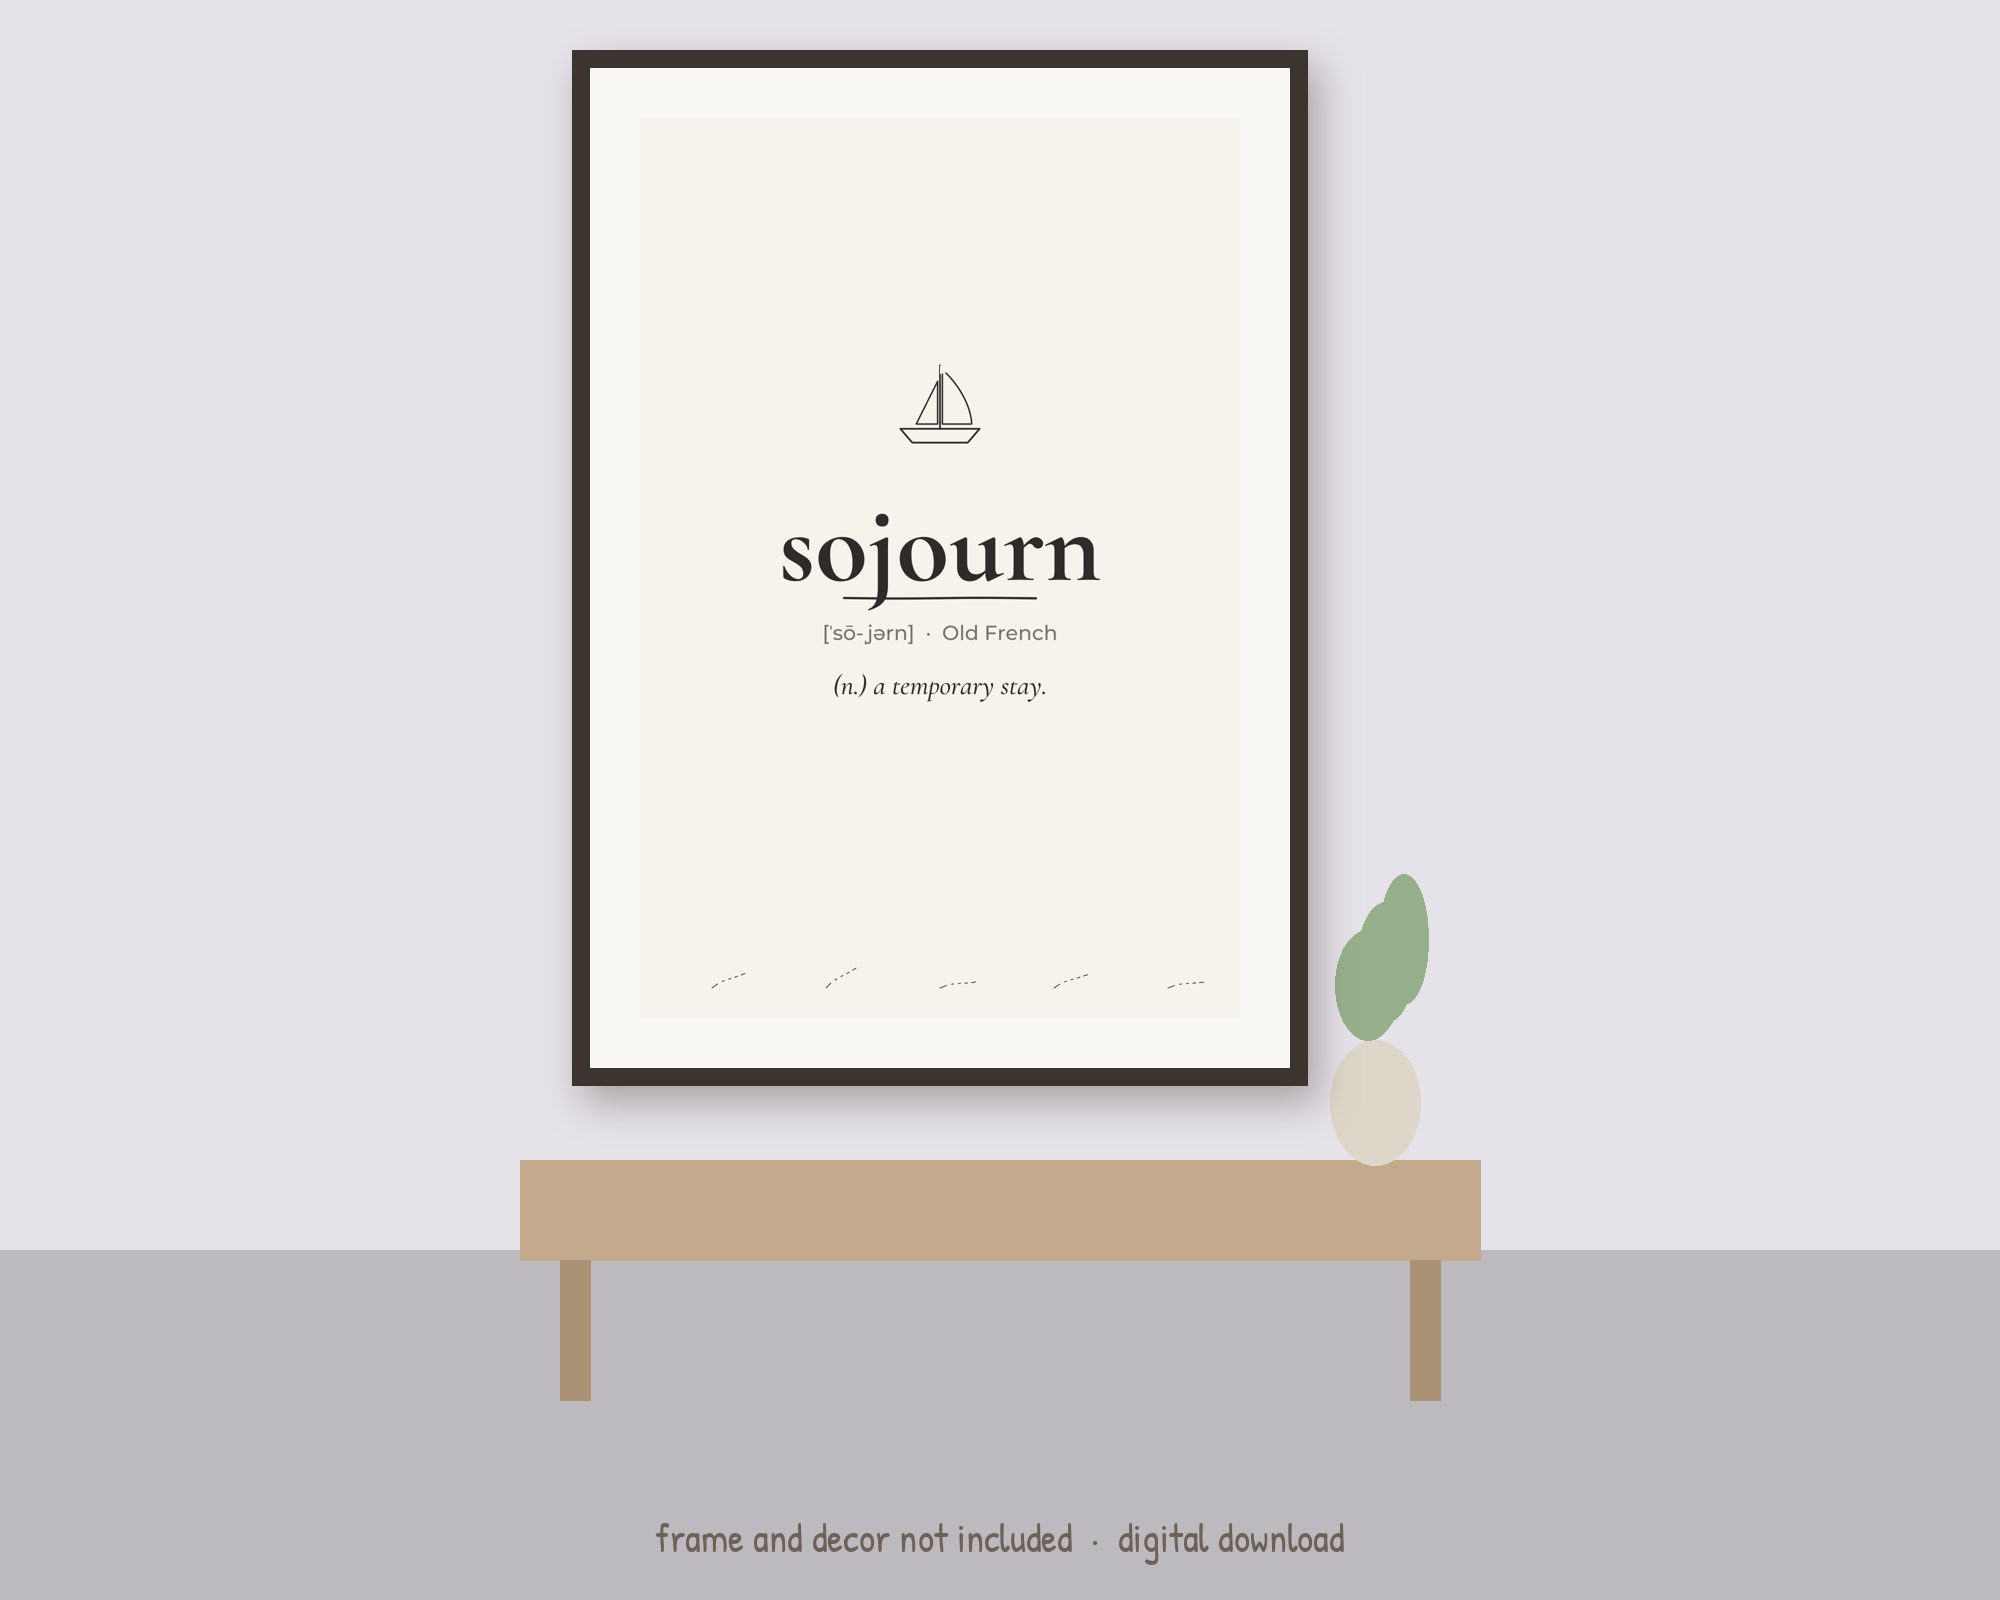 sojourn
[ˈsō-jərn] · Old French
(n.) a temporary stay.
frame and decor not included · digital download